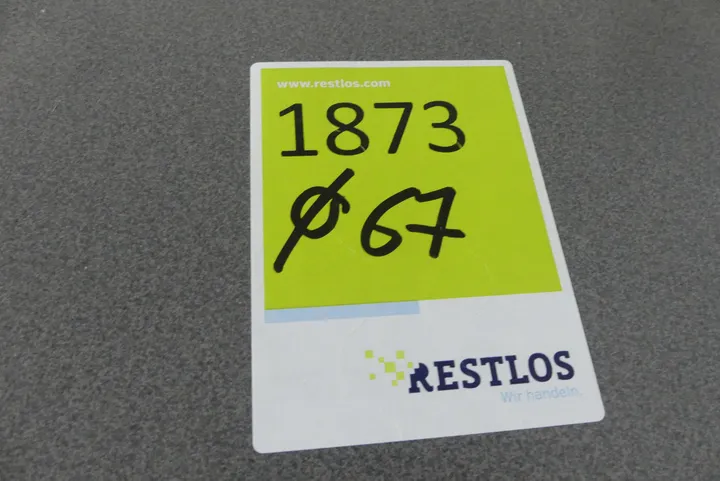 www.restlos.com
1873
Ø 67
RESTLOS
Wir handeln.